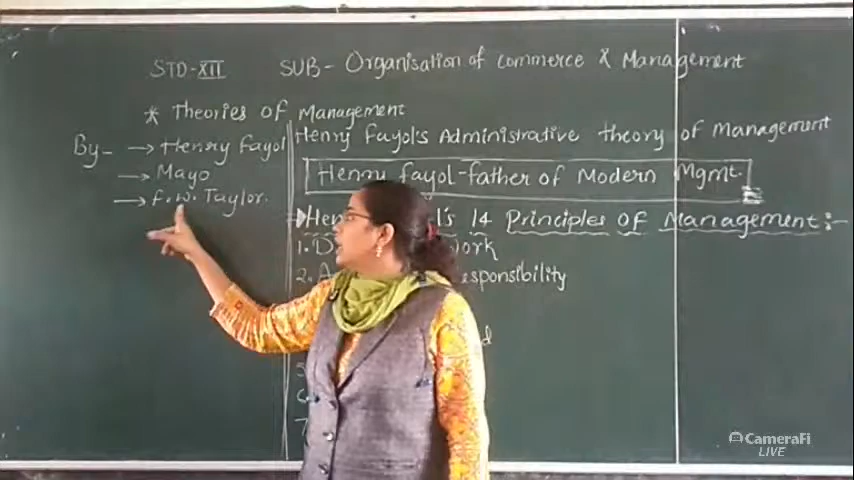 STD-XII SUB- Organisation of commerce & Management
* Theories of Management
By- → Henry Fayol
→ Mayo
→ F.W. Taylor.
Henry Fayol's Administrative theory of Management
Henry fayol-father of Modern Mgmt.
14 Principles of Management:-
1.
2. Responsibility
CameraFi
LIVE